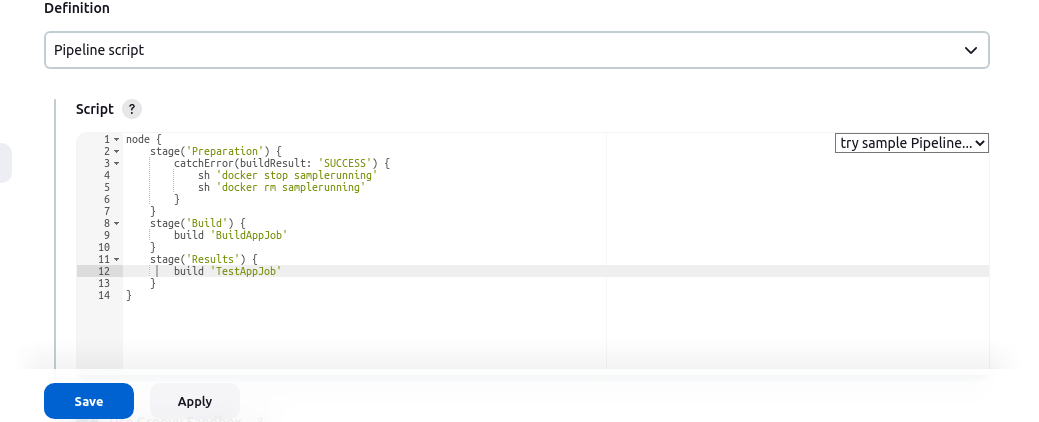 Definition
Pipeline script
Script ?
try sample Pipeline...
1 node {
2 stage('Preparation') {
3 catchError(buildResult: 'SUCCESS') {
4 sh 'docker stop samplerunning'
5 sh 'docker rm samplerunning'
6 }
7 }
8 stage('Build') {
9 build 'BuildAppJob'
10 }
11 stage('Results') {
12 build 'TestAppJob'
13 }
14 }
Save Apply